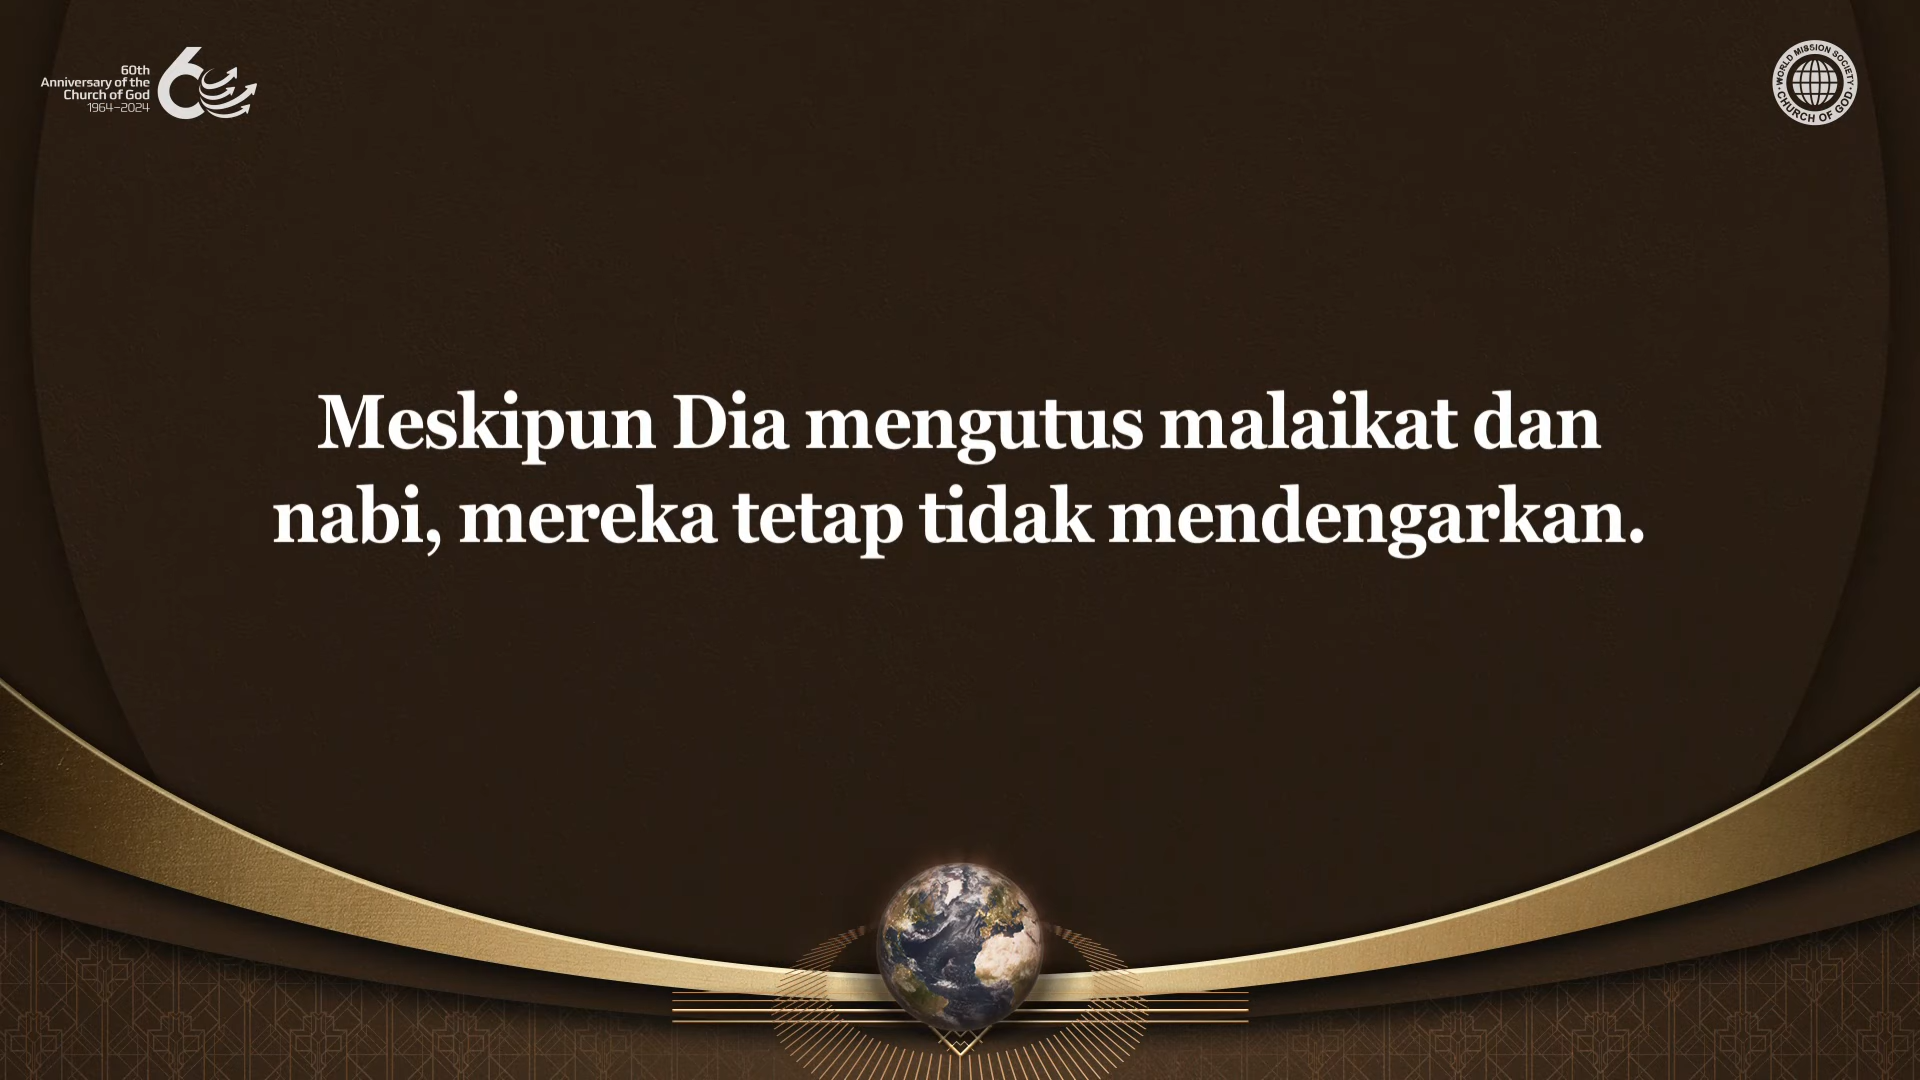 60th
Anniversary of the
Church of God
1964–2024
WORLD MISSION SOCIETY
CHURCH OF GOD
Meskipun Dia mengutus malaikat dan
nabi, mereka tetap tidak mendengarkan.